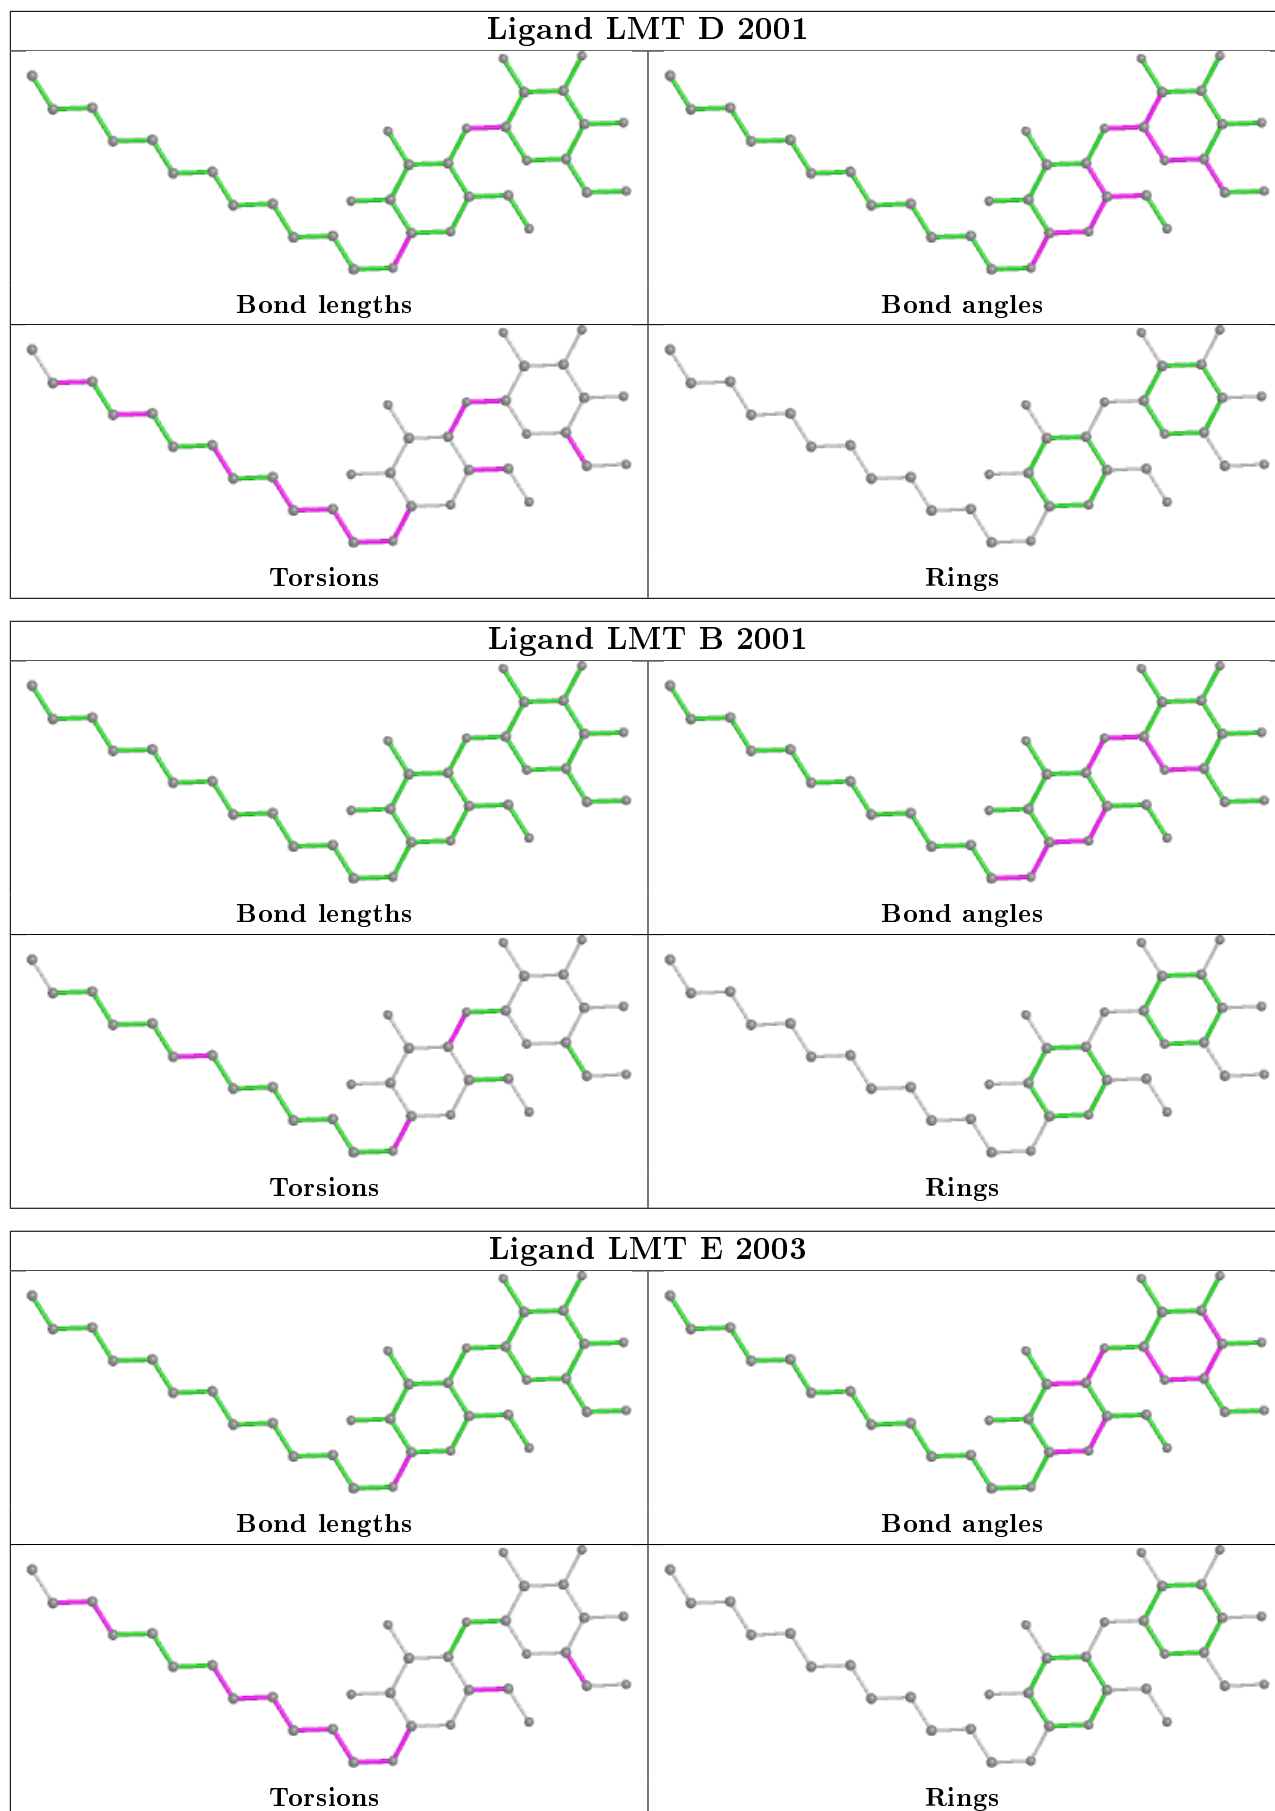 Ligand LMT D 2001
Bond lengths
Bond angles
Torsions
Rings
Ligand LMT B 2001
Bond lengths
Bond angles
Torsions
Rings
Ligand LMT E 2003
Bond lengths
Bond angles
Torsions
Rings